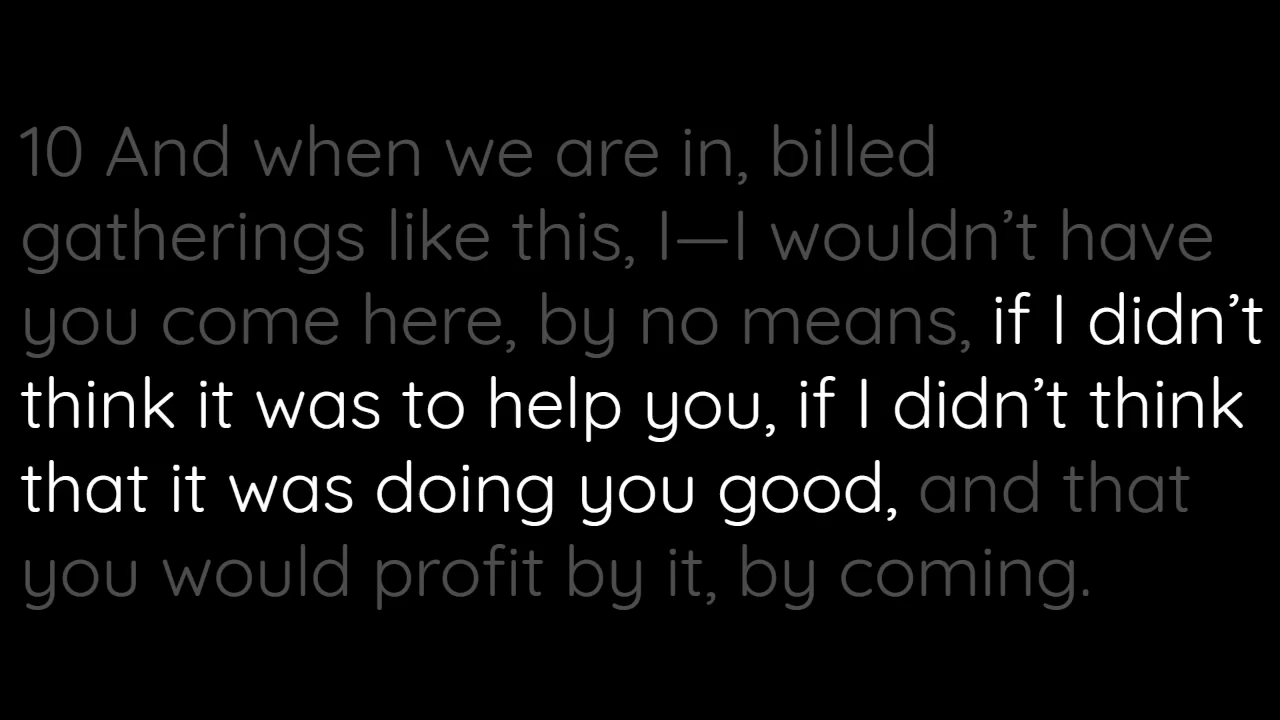 10 And when we are in, billed
gatherings like this, I—I wouldn’t have
you come here, by no means, if I didn’t
think it was to help you, if I didn’t think
that it was doing you good, and that
you would profit by it, by coming.